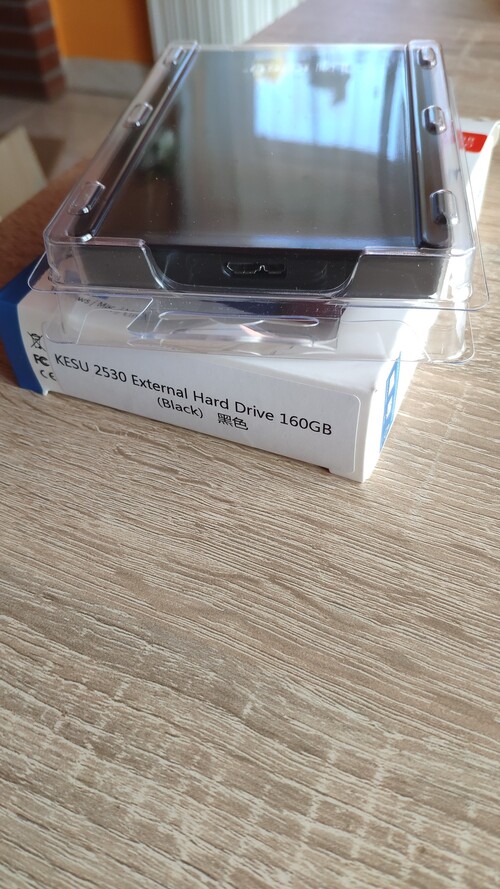 KESU 2530 External Hard Drive 160GB
(Black) 黑色
FC
CE